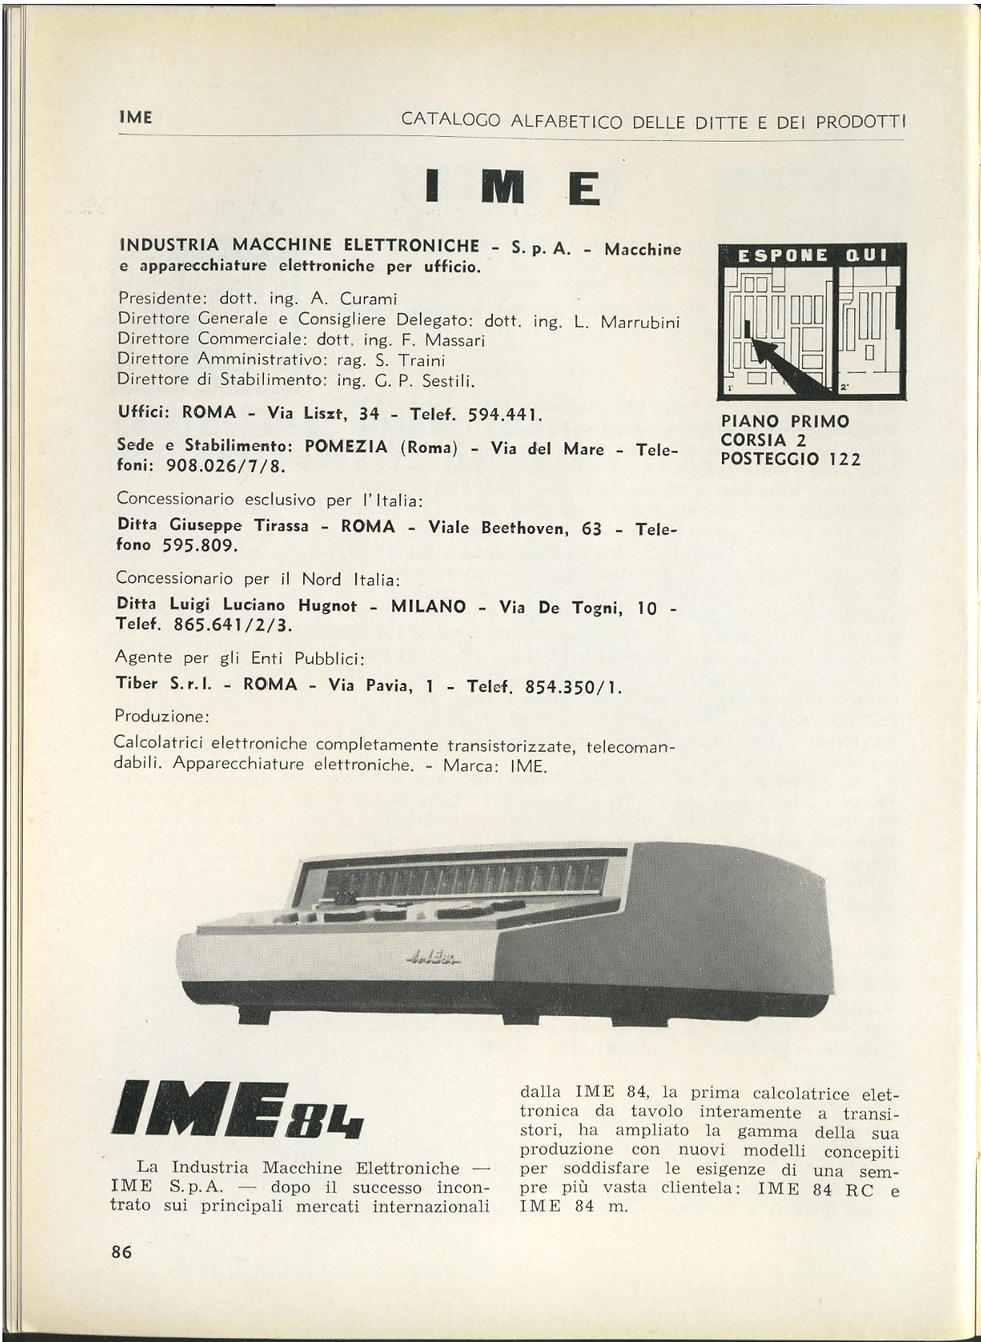 IME CATALOGO ALFABETICO DELLE DITTE E DEI PRODOTTI
I M E
INDUSTRIA MACCHINE ELETTRONICHE - S. p. A. - Macchine
e apparecchiature elettroniche per ufficio.
Presidente: dott. ing. A. Curami
Direttore Generale e Consigliere Delegato: dott. ing. L. Marrubini
Direttore Commerciale: dott. ing. F. Massari
Direttore Amministrativo: rag. S. Traini
Direttore di Stabilimento: ing. G. P. Sestili.
Uffici: ROMA - Via Liszt, 34 - Telef. 594.441.
Sede e Stabilimento: POMEZIA (Roma) - Via del Mare - Tele-
foni: 908.026/7/8.
Concessionario esclusivo per l'Italia:
Ditta Giuseppe Tirassa - ROMA - Viale Beethoven, 63 - Tele-
fono 595.809.
Concessionario per il Nord Italia:
Ditta Luigi Luciano Hugnot - MILANO - Via De Togni, 10 -
Telef. 865.641/2/3.
Agente per gli Enti Pubblici:
Tiber S.r.l. - ROMA - Via Pavia, 1 - Telef. 854.350/1.
Produzione:
Calcolatrici elettroniche completamente transistorizzate, telecoman-
dabili. Apparecchiature elettroniche. - Marca: IME.
ESPONE QUI
1° 2°
PIANO PRIMO
CORSIA 2
POSTEGGIO 122
IME84
IME84
La Industria Macchine Elettroniche —
IME S.p.A. — dopo il successo incon-
trato sui principali mercati internazionali
dalla IME 84, la prima calcolatrice elet-
tronica da tavolo interamente a transi-
stori, ha ampliato la gamma della sua
produzione con nuovi modelli concepiti
per soddisfare le esigenze di una sem-
pre più vasta clientela: IME 84 RC e
IME 84 m.
86